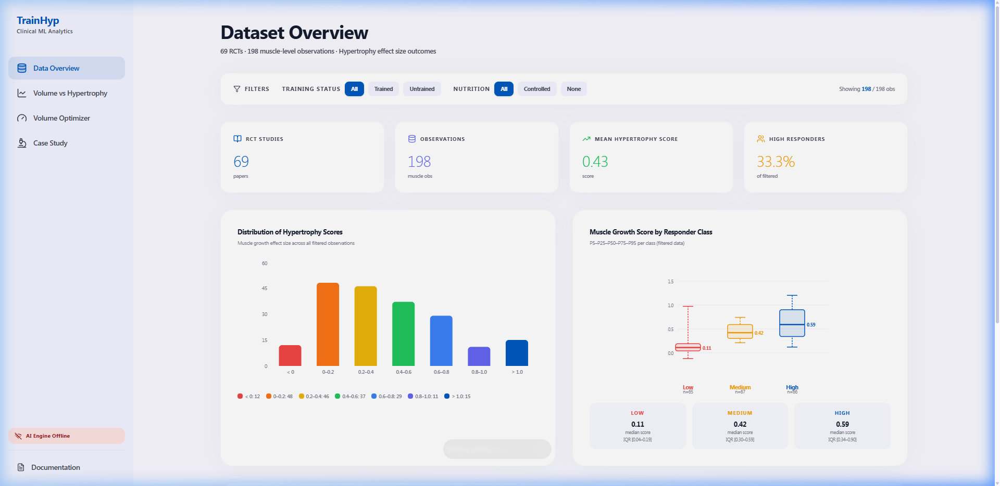 TrainHyp
Clinical ML Analytics
Data Overview
Volume vs Hypertrophy
Volume Optimizer
Case Study
AI Engine Offline
Documentation
Dataset Overview
69 RCTs · 198 muscle-level observations · Hypertrophy effect size outcomes
FILTERS TRAINING STATUS All Trained Untrained NUTRITION All Controlled None Showing 198 / 198 obs
RCT STUDIES
69
papers
OBSERVATIONS
198
muscle obs
MEAN HYPERTROPHY SCORE
0.43
score
HIGH RESPONDERS
33.3%
of filtered
Distribution of Hypertrophy Scores
Muscle growth effect size across all filtered observations
60
45
30
15
0
< 0 0–0.2 0.2–0.4 0.4–0.6 0.6–0.8 0.8–1.0 > 1.0
< 0: 12 0–0.2: 48 0.2–0.4: 46 0.4–0.6: 37 0.6–0.8: 29 0.8–1.0: 11 > 1.0: 15
Muscle Growth Score by Responder Class
P5–P25–P50–P75–P95 per class (filtered data)
1.5
1.0
0.5
0.0
0.11
0.42
0.59
Low Medium High
n=65 n=67 n=66
LOW
0.11
median score
IQR [0.04–0.19]
MEDIUM
0.42
median score
IQR [0.30–0.59]
HIGH
0.59
median score
IQR [0.34–0.90]